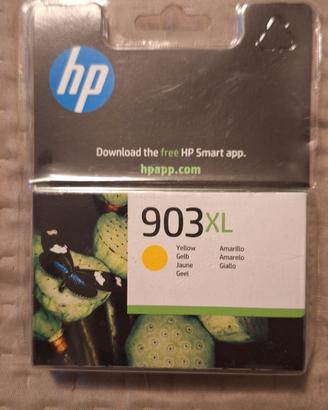 hp
Download the free HP Smart app.
hpapp.com
903XL
Yellow
Gelb
Jaune
Geel
Amarillo
Amarelo
Giallo